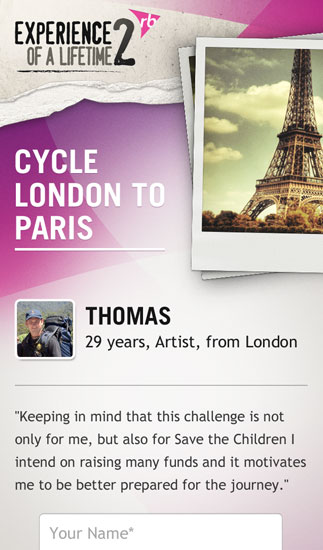 EXPERIENCE
OF A LIFETIME 2
rb
CYCLE
LONDON TO
PARIS
THOMAS
29 years, Artist, from London
"Keeping in mind that this challenge is not
only for me, but also for Save the Children I
intend on raising many funds and it motivates
me to be better prepared for the journey."
Your Name*